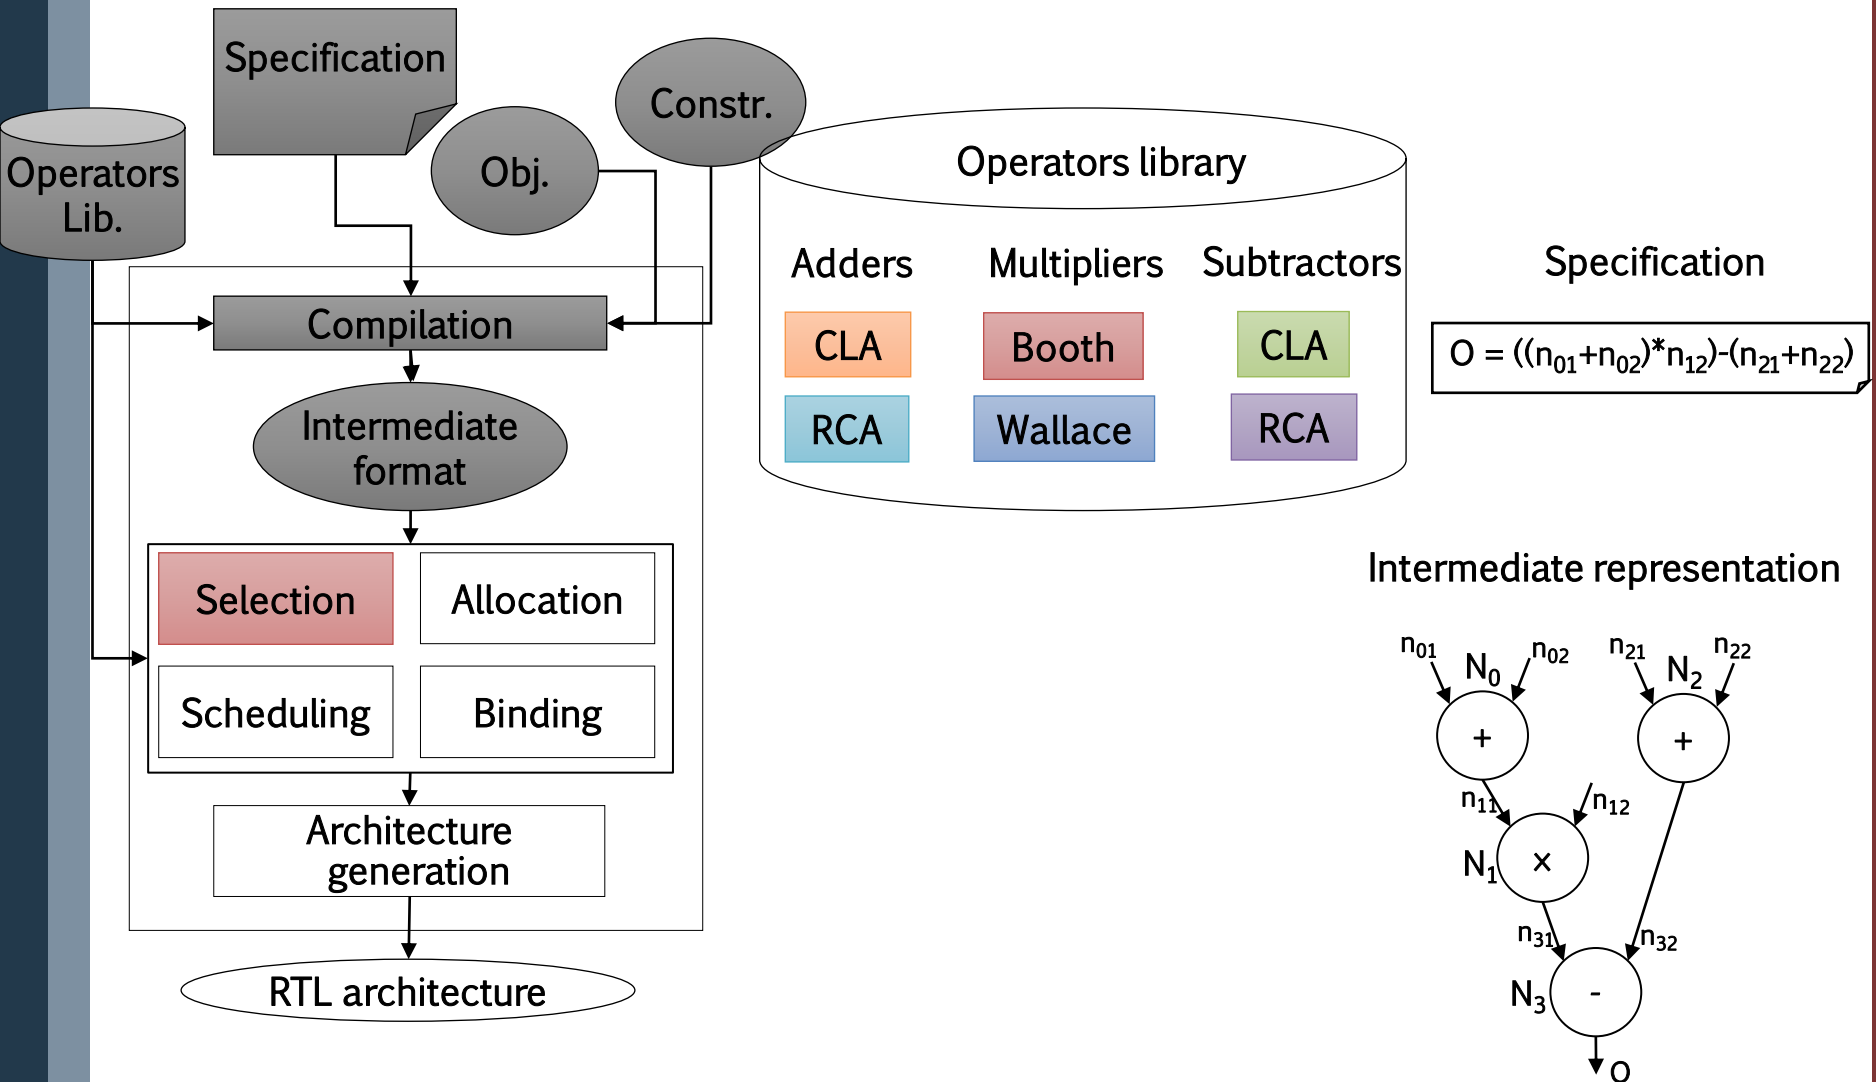 Specification
Constr.
Obj.
Operators
Lib.
Compilation
Intermediate
format
Selection
Allocation
Scheduling
Binding
Architecture
generation
RTL architecture
Operators library
Adders
Multipliers
Subtractors
CLA
Booth
CLA
RCA
Wallace
RCA
Specification
O = ((n₀₁+n₀₂)*n₁₂)-(n₂₁+n₂₂)
Intermediate representation
n₀₁
N₀
n₀₂
n₂₁
N₂
n₂₂
+
+
n₁₁
n₁₂
N₁
x
n₃₁
n₃₂
N₃
-
O